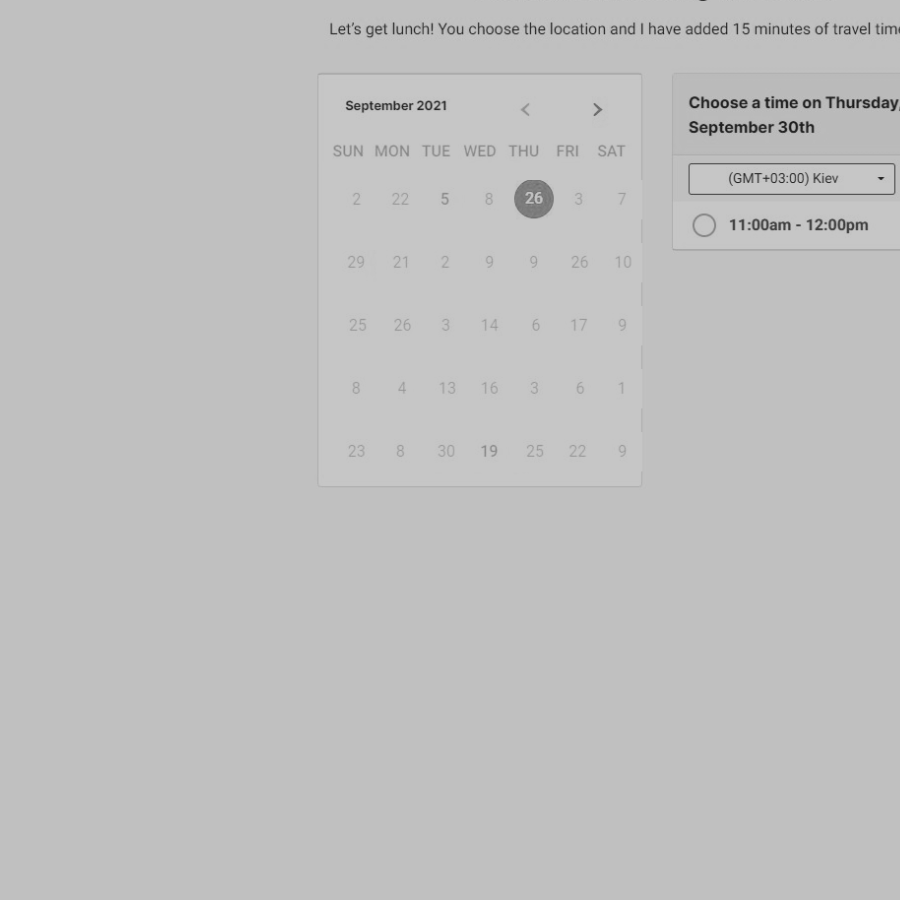 Let's get lunch! You choose the location and I have added 15 minutes of travel time
September 2021
SUN MON TUE WED THU FRI SAT
2 22 5 8 26 3 7
29 21 2 9 9 26 10
25 26 3 14 6 17 9
8 4 13 16 3 6 1
23 8 30 19 25 22 9
Choose a time on Thursday,
September 30th
(GMT+03:00) Kiev
11:00am - 12:00pm